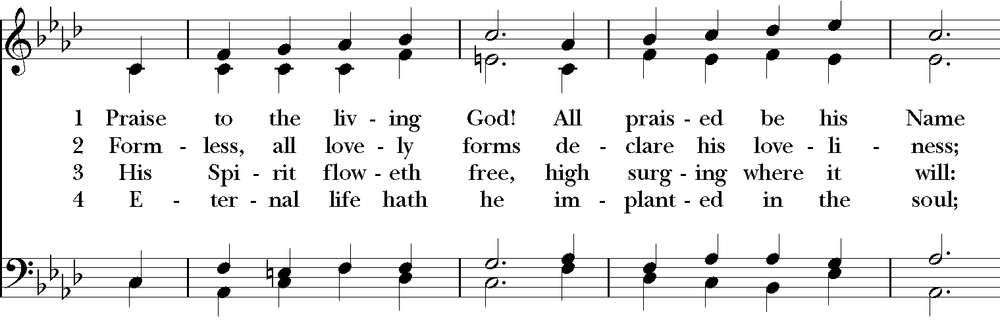 1 Praise to the liv - ing God! All prais - ed be his Name
2 Form - less, all love - ly forms de - clare his love - li - ness;
3 His Spi - rit flow - eth free, high surg - ing where it will:
4 E - ter - nal life hath he im - plant - ed in the soul;